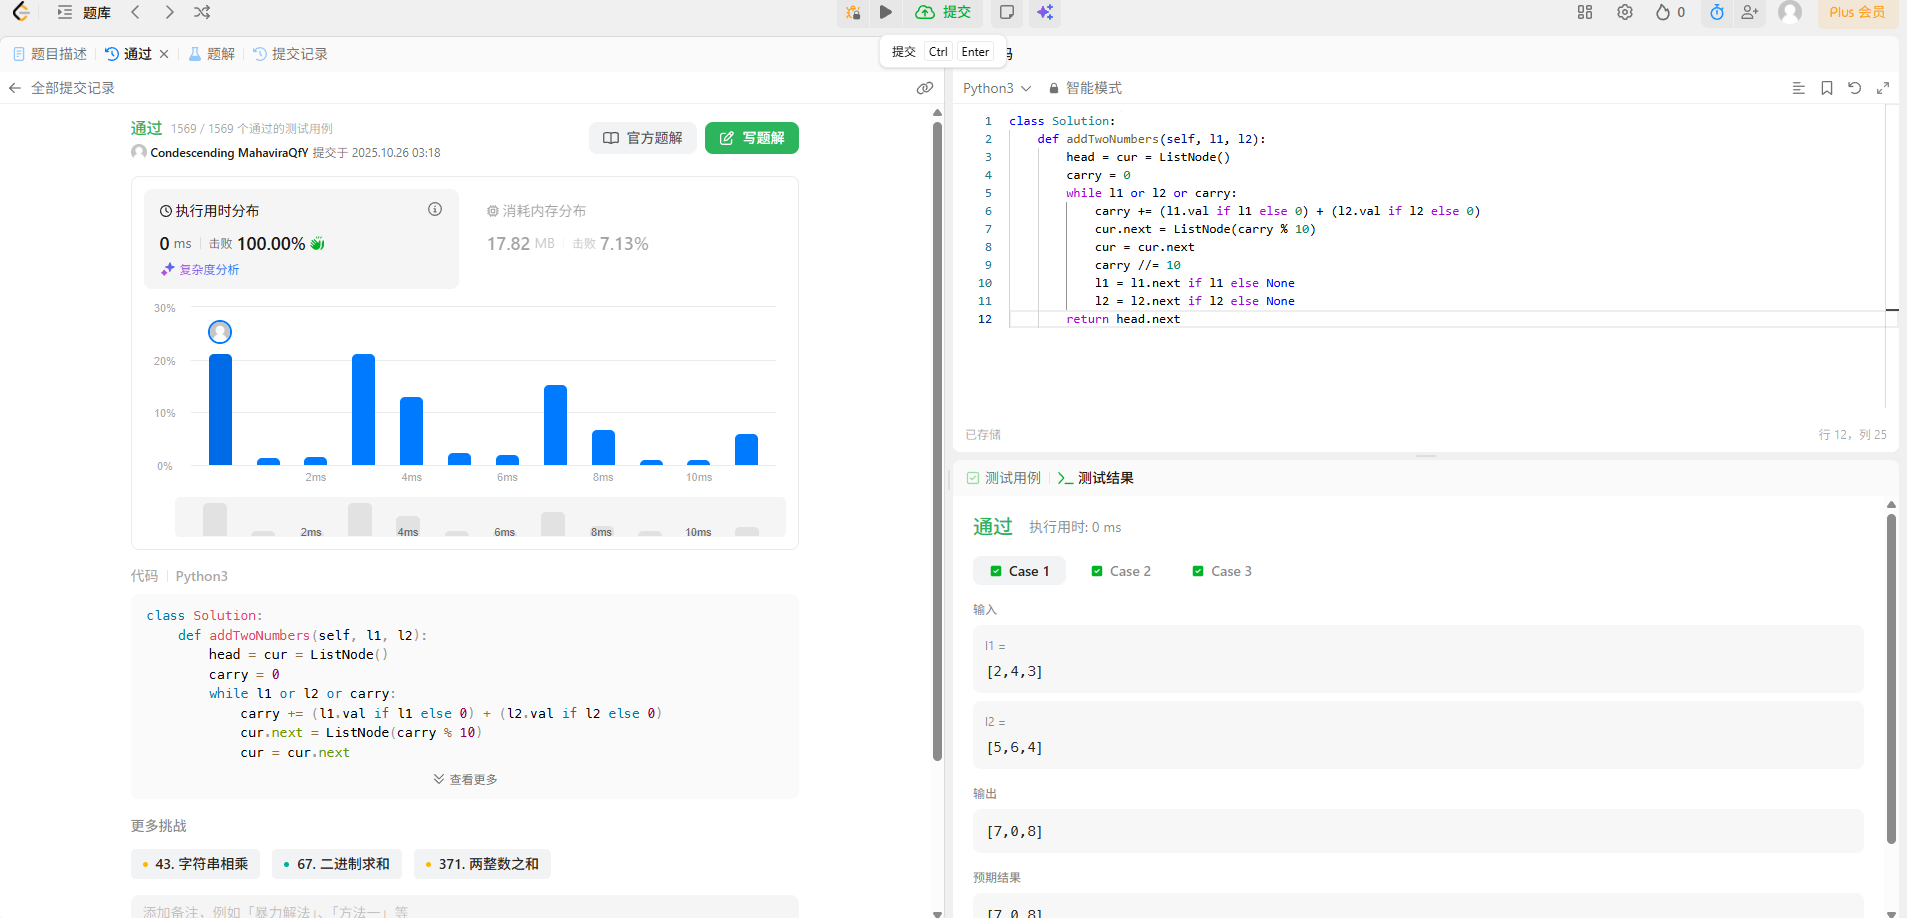 题库
提交
0
Plus 会员
提交 Ctrl Enter
题目描述
通过
题解
提交记录
码
全部提交记录
通过 1569 / 1569 个通过的测试用例
Condescending MahaviraQfY 提交于 2025.10.26 03:18
官方题解
写题解
执行用时分布
0 ms 击败 100.00%
复杂度分析
消耗内存分布
17.82 MB 击败 7.13%
30%
20%
10%
0%
2ms 4ms 6ms 8ms 10ms
2ms 4ms 6ms 8ms 10ms
代码 Python3
class Solution:
    def addTwoNumbers(self, l1, l2):
        head = cur = ListNode()
        carry = 0
        while l1 or l2 or carry:
            carry += (l1.val if l1 else 0) + (l2.val if l2 else 0)
            cur.next = ListNode(carry % 10)
            cur = cur.next
查看更多
更多挑战
43. 字符串相乘
67. 二进制求和
371. 两整数之和
添加备注，例如「暴力解法」、「方法一」等
Python3 智能模式
1 class Solution:
2     def addTwoNumbers(self, l1, l2):
3         head = cur = ListNode()
4         carry = 0
5         while l1 or l2 or carry:
6             carry += (l1.val if l1 else 0) + (l2.val if l2 else 0)
7             cur.next = ListNode(carry % 10)
8             cur = cur.next
9             carry //= 10
10             l1 = l1.next if l1 else None
11             l2 = l2.next if l2 else None
12         return head.next
已存储
行 12，列 25
测试用例
测试结果
通过 执行用时: 0 ms
Case 1
Case 2
Case 3
输入
l1 =
[2,4,3]
l2 =
[5,6,4]
输出
[7,0,8]
预期结果
[7,0,8]